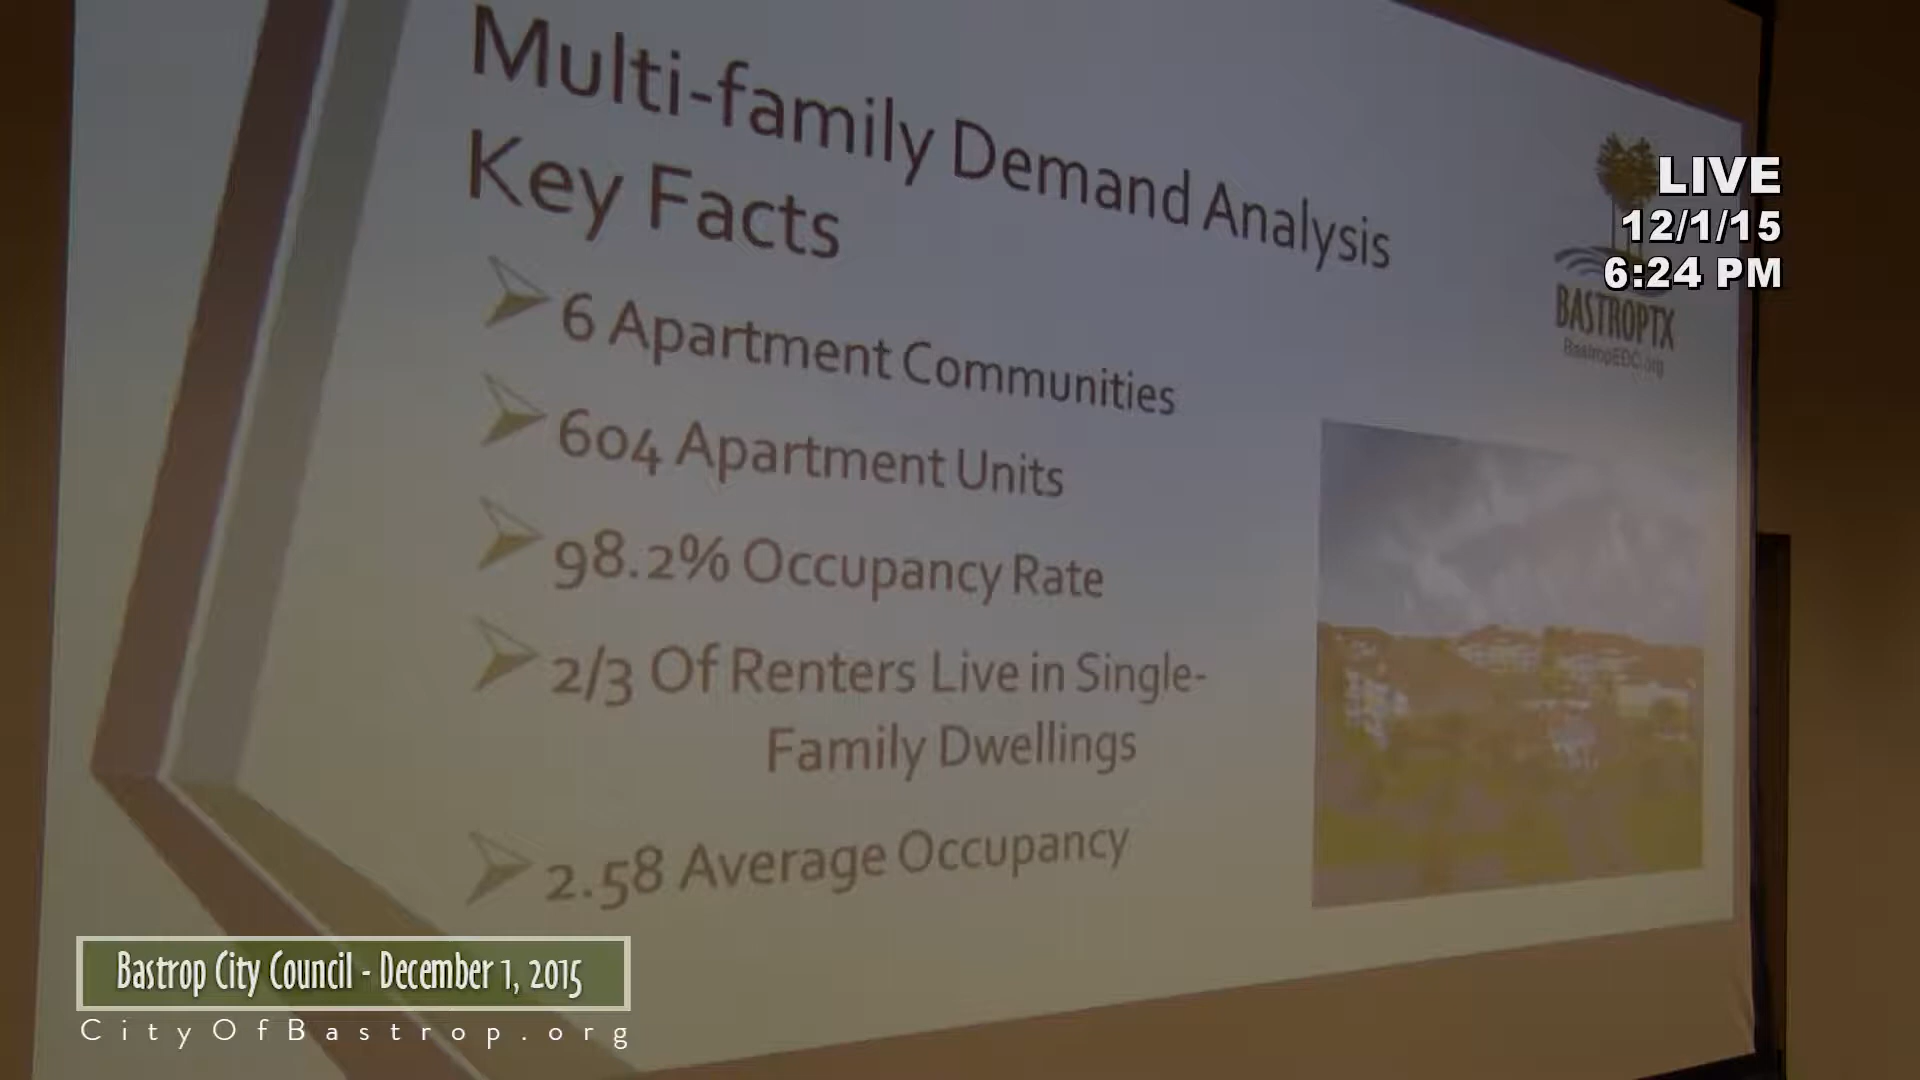 Multi-family Demand Analysis
Key Facts
6 Apartment Communities
604 Apartment Units
98.2% Occupancy Rate
2/3 Of Renters Live in Single-
Family Dwellings
2.58 Average Occupancy
LIVE
12/1/15
6:24 PM
BASTROPTX
BastropEDC.org
Bastrop City Council - December 1, 2015
CityOfBastrop.org